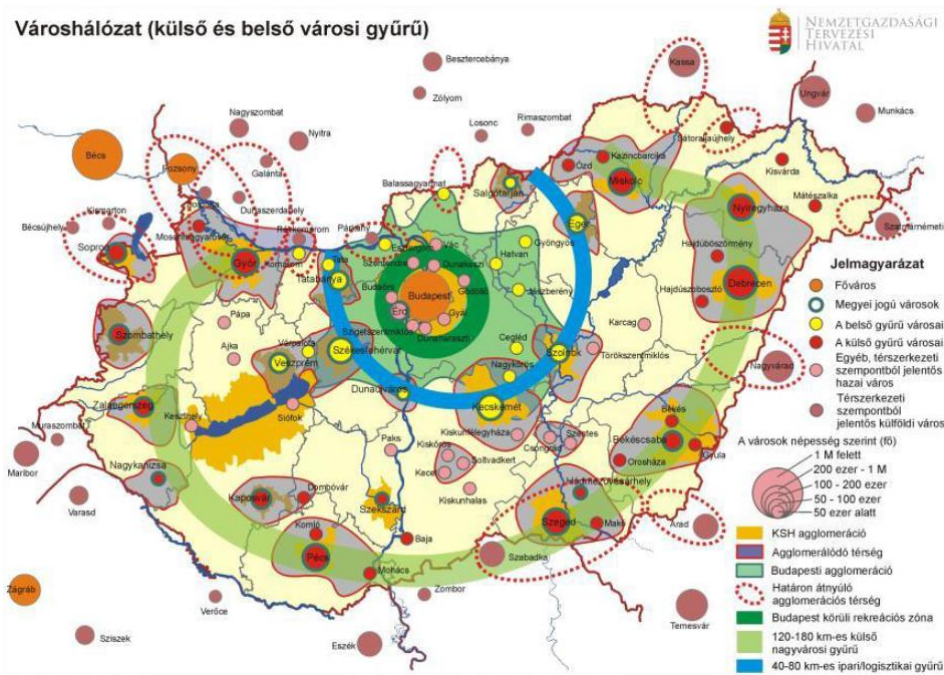 Városhálózat (külső és belső városi gyűrű)
NEMZETGAZDASÁGI
TERVEZÉSI
HIVATAL
Besztercebánya
Kassa
Ungvár
Zólyom
Munkács
Nagyszombat
Nyitra
Losonc
Rimaszombat
Sátoraljaújhely
Bécs
Pozsony
Galánta
Balassagyarmat
Salgótarján
Ózd
Kazincbarcika
Miskolc
Kisvárda
Kismarton
Dunaszerdahely
Mátészalka
Bécsújhely
Mosonmagyaróvár
Révkomárom
Párkány
Esztergom
Vác
Eger
Nyíregyháza
Szatmárnémeti
Sopron
Győr
Komárom
Tata
Szentendre
Dunakeszi
Gyöngyös
Hatvan
Hajdúböszörmény
Tatabánya
Budaörs
Budapest
Gödöllő
Jászberény
Hajdúszoboszló
Debrecen
Érd
Gyál
Pápa
Szigetszentmiklós
Szombathely
Várpalota
Székesfehérvár
Dunaharaszti
Cegléd
Karcag
Ajka
Veszprém
Szolnok
Törökszentmiklós
Nagyvárad
Nagykőrös
Dunaújváros
Zalaegerszeg
Keszthely
Siófok
Kecskemét
Békés
Muraszombat
Paks
Kiskőrös
Kiskunfélegyháza
Szentes
Csongrád
Békéscsaba
Maribor
Nagykanizsa
Soltvadkert
Orosháza
Gyula
Kecel
Kaposvár
Dombóvár
Kiskunhalas
Hódmezővásárhely
Varasd
Szekszárd
Komló
Szeged
Makó
Arad
Pécs
Baja
Szabadka
Mohács
Zágráb
Verőce
Zombor
Temesvár
Sziszek
Eszék
Jelmagyarázat
Főváros
Megyei jogú városok
A belső gyűrű városai
A külső gyűrű városai
Egyéb, térszerkezeti
szempontból jelentős
hazai város
Térszerkezeti
szempontból
jelentős külföldi város
A városok népesség szerint (fő)
1 M felett
200 ezer - 1 M
100 - 200 ezer
50 - 100 ezer
50 ezer alatt
KSH agglomeráció
Agglomerálódó térség
Budapesti agglomeráció
Határon átnyúló
agglomerációs térség
Budapest körüli rekreációs zóna
120-180 km-es külső
nagyvárosi gyűrű
40-80 km-es ipari/logisztikai gyűrű